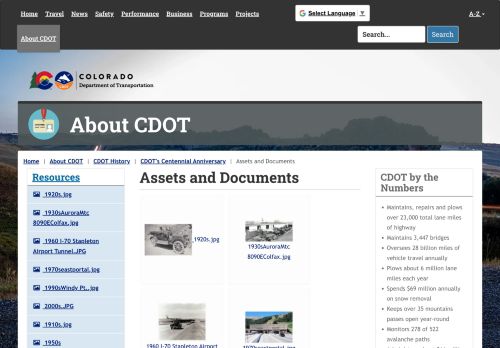 Home Travel News Safety Performance Business Programs Projects
Select Language ▼
A-Z
About CDOT
Search...
Search
COLORADO
Department of Transportation
About CDOT
Home | About CDOT | CDOT History | CDOT's Centennial Anniversary | Assets and Documents
Resources
1920s.jpg
1930sAuroraMtc
8090EColfax.jpg
1960 I-70 Stapleton
Airport Tunnel.JPG
1970seastportal.jpg
1990sWindy Pt..jpg
2000s.JPG
1910s.jpg
1950s
Assets and Documents
1920s.jpg
1930sAuroraMtc
8090EColfax.jpg
1960 I-70 Stapleton Airport
CDOT by the
Numbers
Maintains, repairs and plows
over 23,000 total lane miles
of highway
Maintains 3,447 bridges
Oversees 28 billion miles of
vehicle travel annually
Plows about 6 million lane
miles each year
Spends $69 million annually
on snow removal
Keeps over 35 mountain
passes open year-round
Monitors 278 of 522
avalanche paths